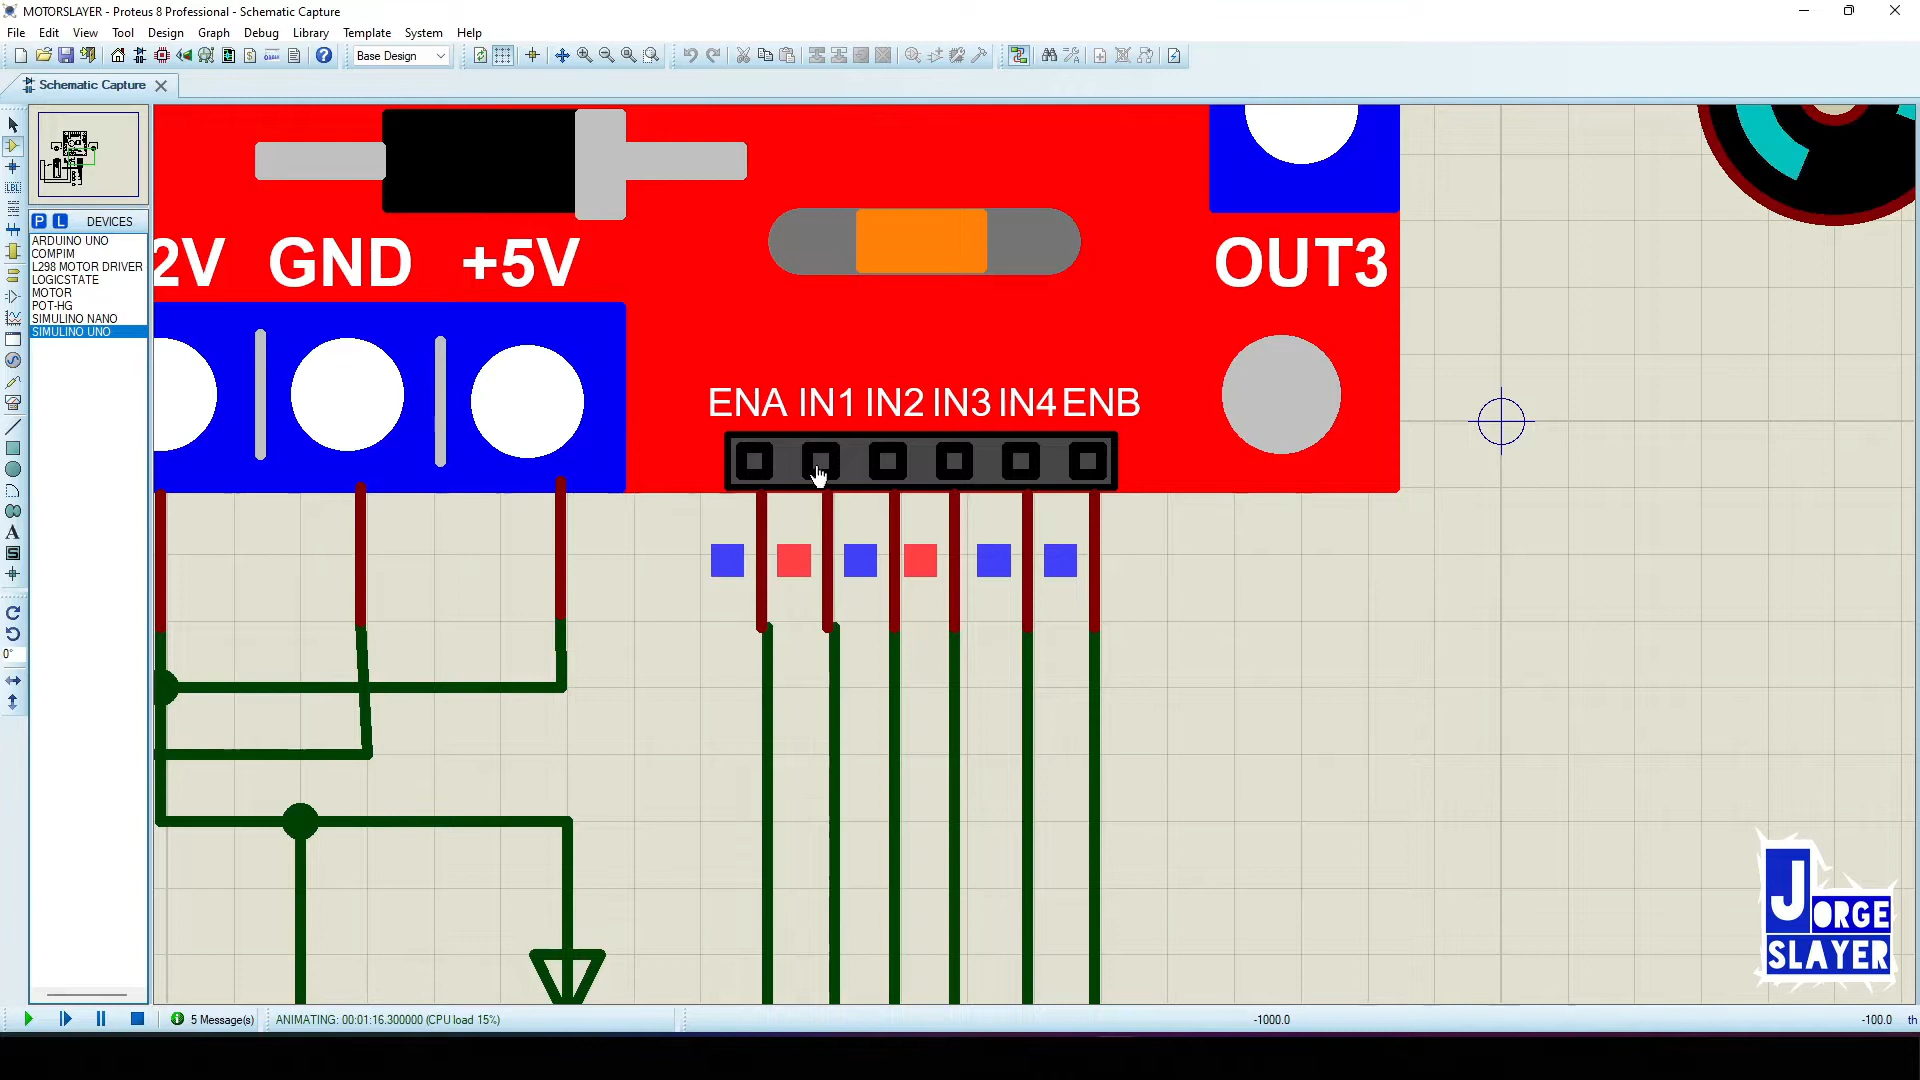 MOTORSLAYER - Proteus 8 Professional - Schematic Capture
File Edit View Tool Design Graph Debug Library Template System Help
Base Design
Schematic Capture
LBL
P L DEVICES
ARDUINO UNO
COMPIM
L298 MOTOR DRIVER
LOGICSTATE
MOTOR
POT-HG
SIMULINO NANO
SIMULINO UNO
A
S
0°
2V GND +5V
OUT3
ENA IN1 IN2 IN3 IN4 ENB
JORGE
SLAYER
5 Message(s) ANIMATING: 00:01:16.300000 (CPU load 15%) -1000.0 -100.0 th